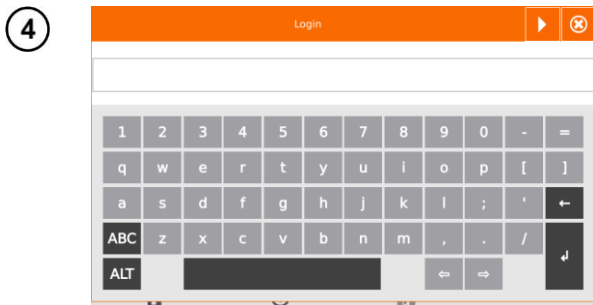 4
Login
1 2 3 4 5 6 7 8 9 0 - =
q w e r t y u i o p [ ]
a s d f g h j k l ; ' ←
ABC z x c v b n m , . /
ALT ⇦ ⇨ ↲